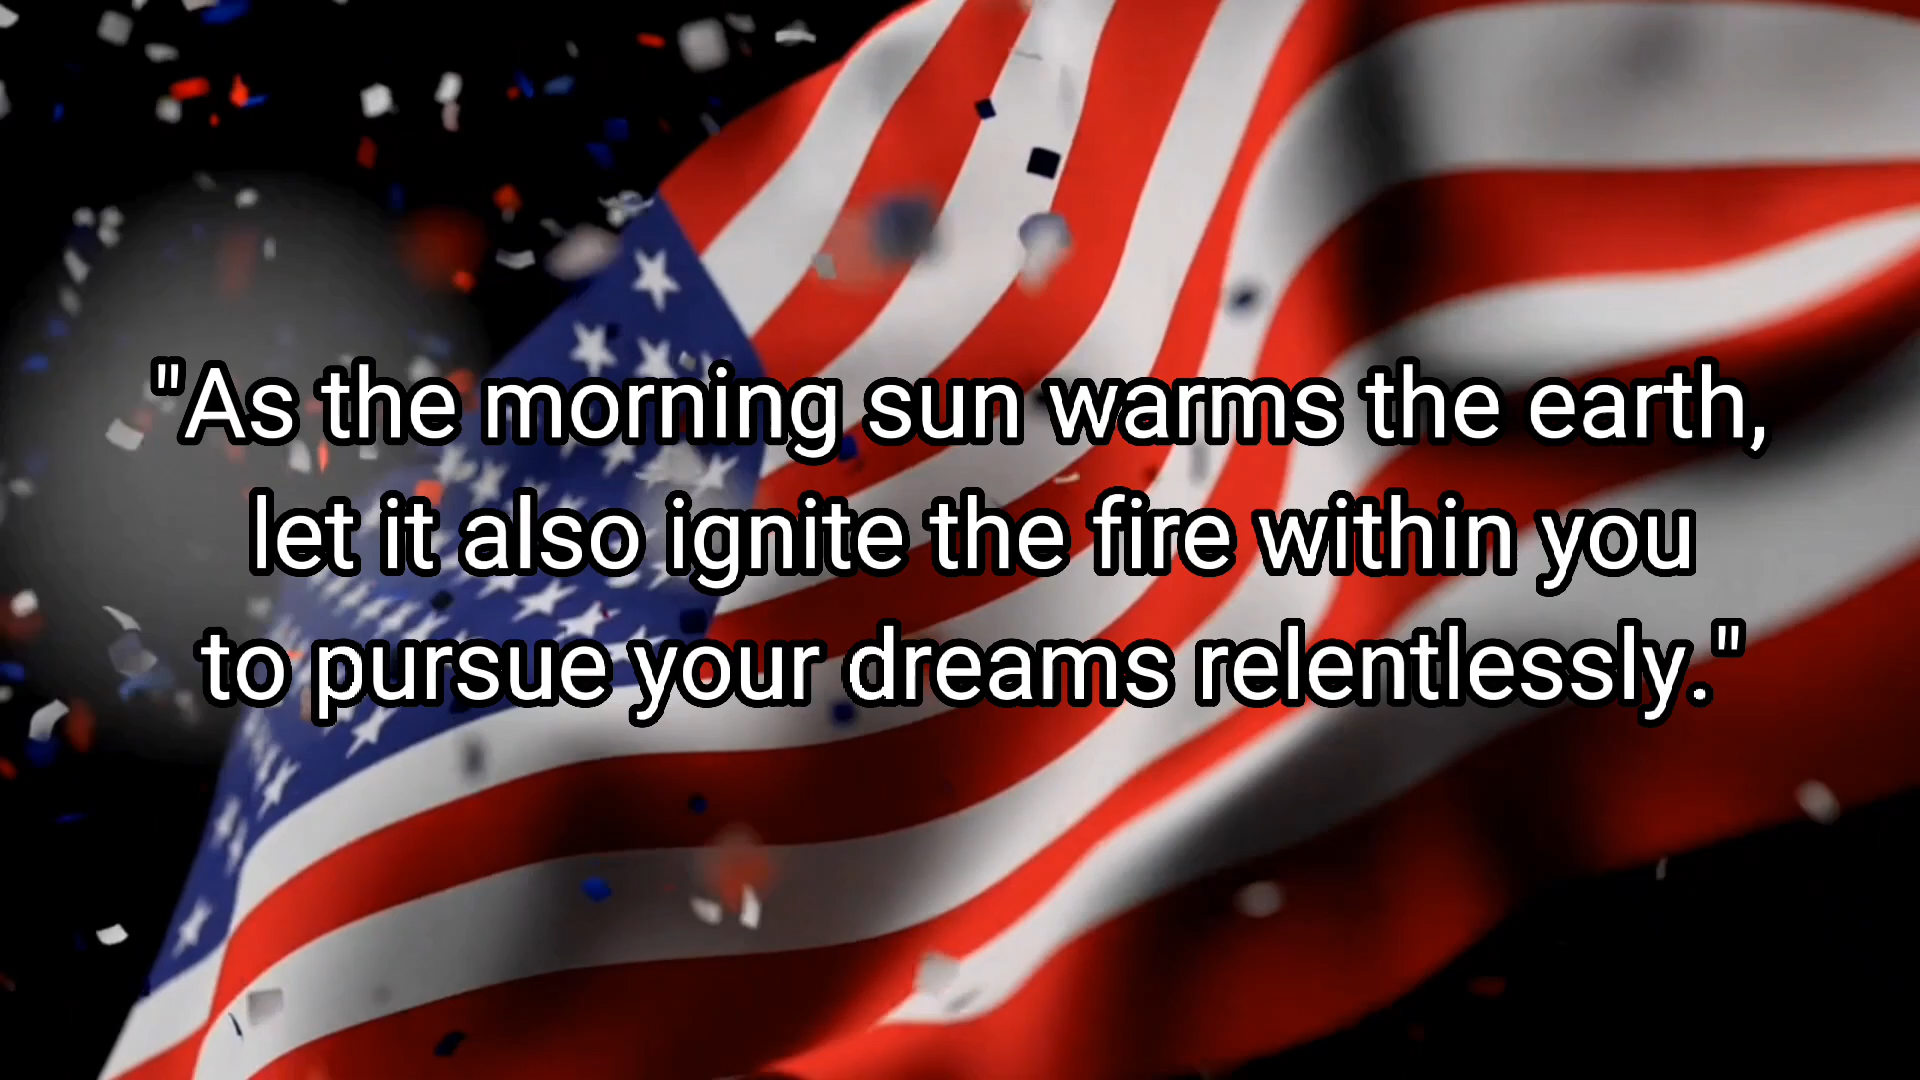 "As the morning sun warms the earth,
let it also ignite the fire within you
to pursue your dreams relentlessly."